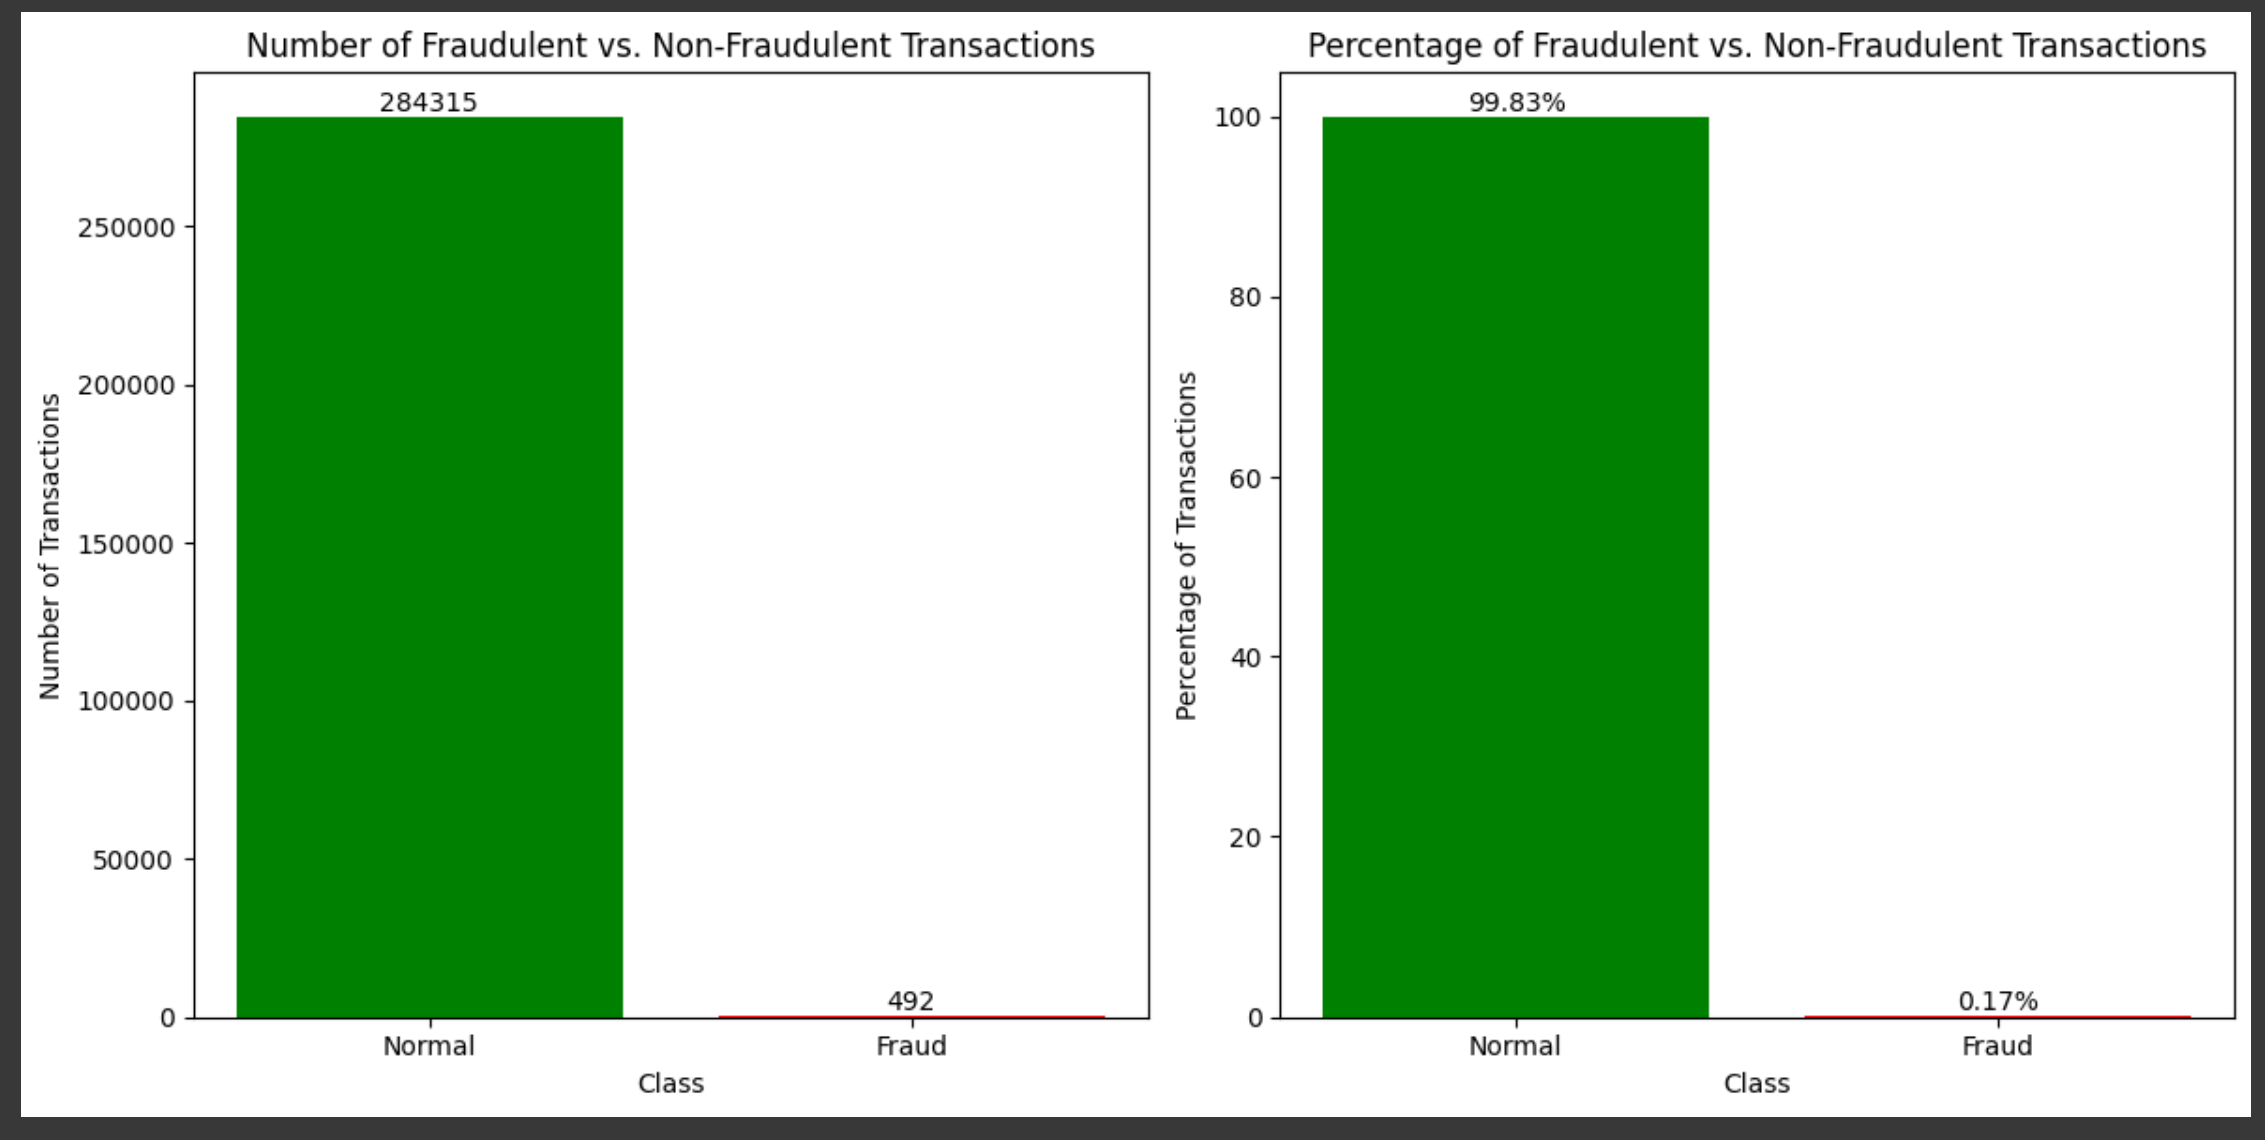 Number of Fraudulent vs. Non-Fraudulent Transactions
284315
250000
200000
150000
100000
50000
0
Number of Transactions
492
Normal
Fraud
Class
Percentage of Fraudulent vs. Non-Fraudulent Transactions
99.83%
100
80
60
40
20
0
Percentage of Transactions
0.17%
Normal
Fraud
Class